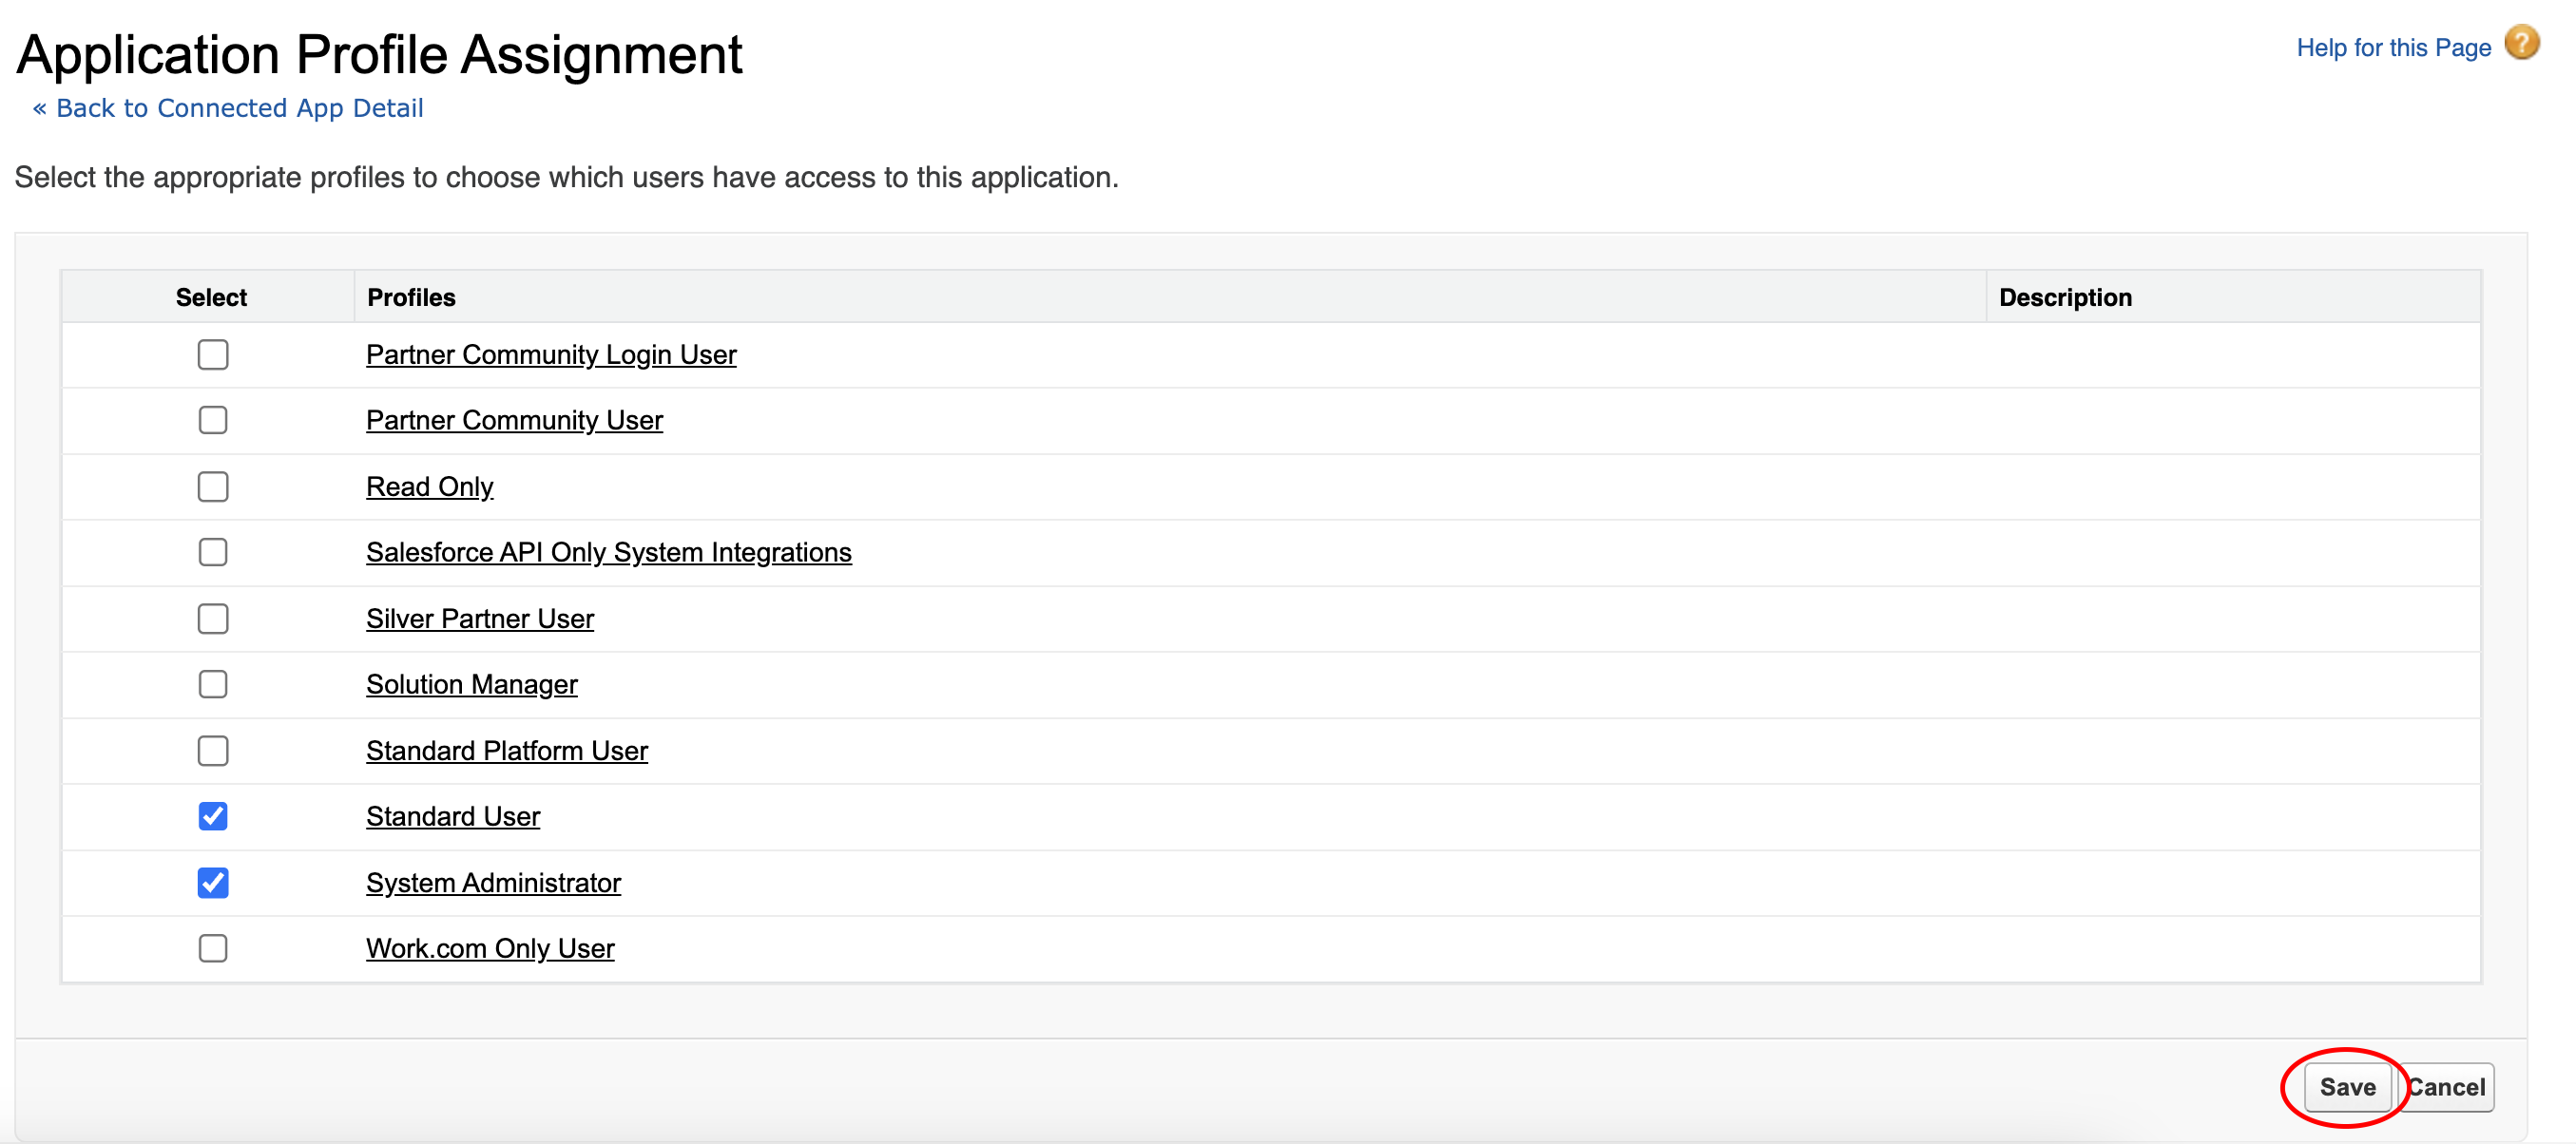 Application Profile Assignment
Help for this Page ?
« Back to Connected App Detail
Select the appropriate profiles to choose which users have access to this application.
Select Profiles Description
Partner Community Login User
Partner Community User
Read Only
Salesforce API Only System Integrations
Silver Partner User
Solution Manager
Standard Platform User
Standard User
System Administrator
Work.com Only User
Save Cancel